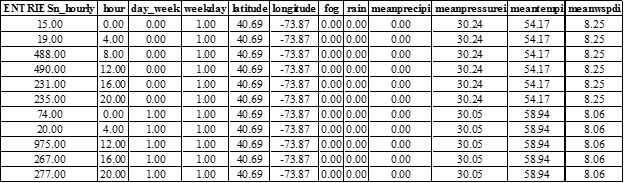 ENTRIESn_hourly hour day_week weekday latitude longitude fog rain meanprecipi meanpressurei meantempi meanwspdi
15.00 0.00 0.00 1.00 40.69 -73.87 0.00 0.00 0.00 30.24 54.17 8.25
19.00 4.00 0.00 1.00 40.69 -73.87 0.00 0.00 0.00 30.24 54.17 8.25
488.00 8.00 0.00 1.00 40.69 -73.87 0.00 0.00 0.00 30.24 54.17 8.25
490.00 12.00 0.00 1.00 40.69 -73.87 0.00 0.00 0.00 30.24 54.17 8.25
231.00 16.00 0.00 1.00 40.69 -73.87 0.00 0.00 0.00 30.24 54.17 8.25
235.00 20.00 0.00 1.00 40.69 -73.87 0.00 0.00 0.00 30.24 54.17 8.25
74.00 0.00 1.00 1.00 40.69 -73.87 0.00 0.00 0.00 30.05 58.94 8.06
20.00 4.00 1.00 1.00 40.69 -73.87 0.00 0.00 0.00 30.05 58.94 8.06
975.00 12.00 1.00 1.00 40.69 -73.87 0.00 0.00 0.00 30.05 58.94 8.06
267.00 16.00 1.00 1.00 40.69 -73.87 0.00 0.00 0.00 30.05 58.94 8.06
277.00 20.00 1.00 1.00 40.69 -73.87 0.00 0.00 0.00 30.05 58.94 8.06